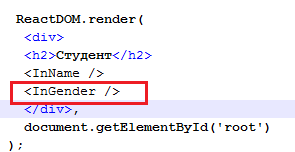 ReactDOM.render(
<div>
<h2>Студент</h2>
<InName />
<InGender />
</div>,
document.getElementById('root')
);